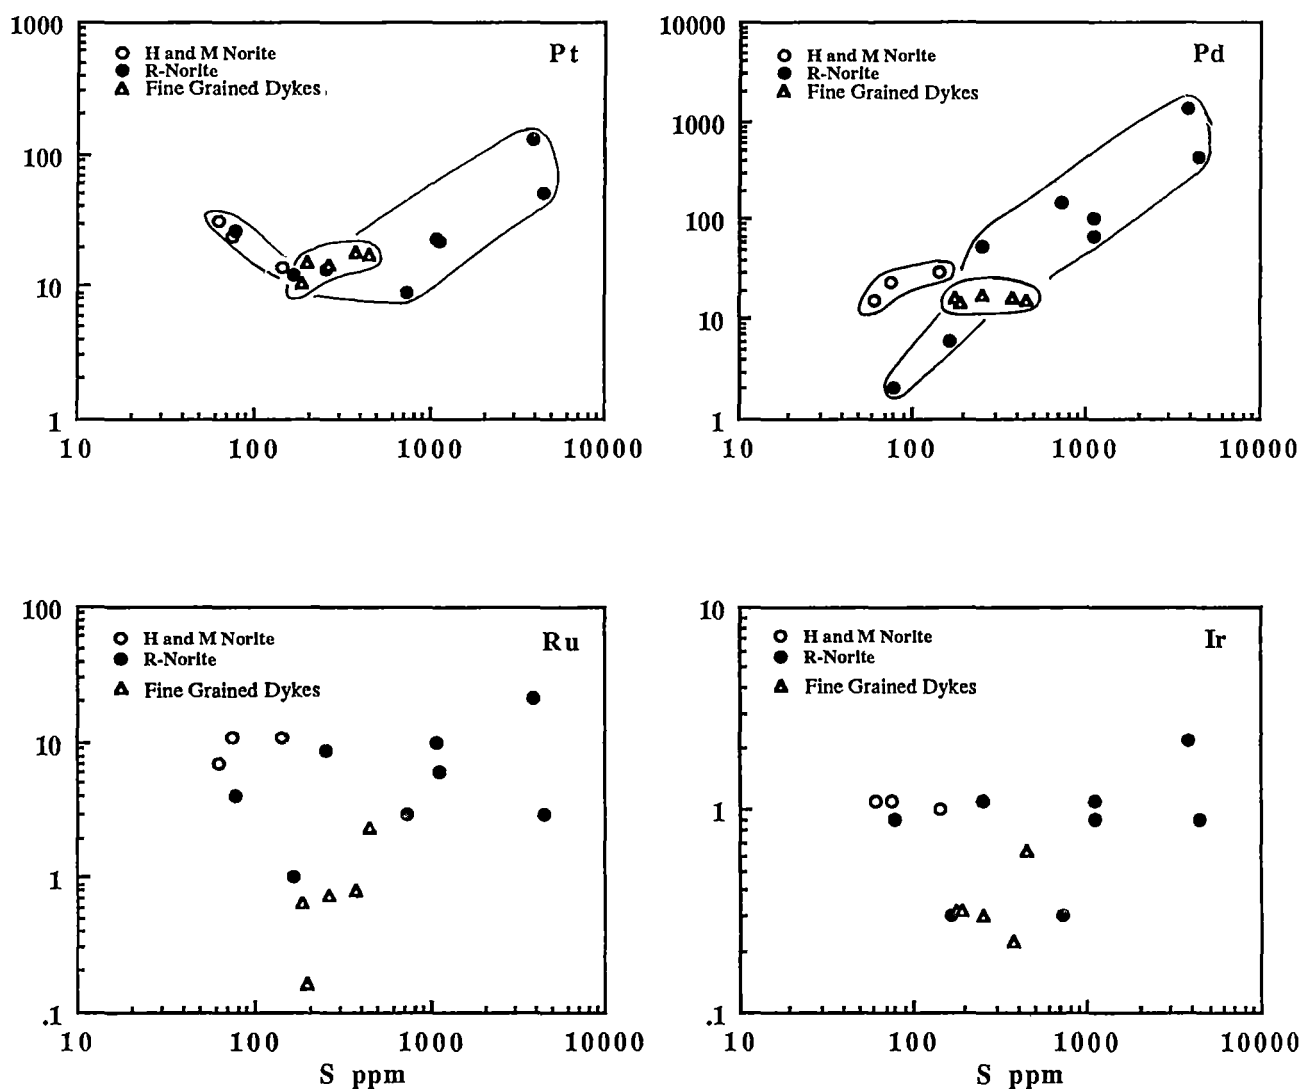 1000
100
10
1
H and M Norite
R-Norite
Fine Grained Dykes
Pt
10 100 1000 10000
10000
1000
100
10
1
H and M Norite
R-Norite
Fine Grained Dykes
Pd
10 100 1000 10000
100
10
1
.1
H and M Norite
R-Norite
Fine Grained Dykes
Ru
10 100 1000 10000
S ppm
10
1
.1
H and M Norite
R-Norite
Fine Grained Dykes
Ir
10 100 1000 10000
S ppm